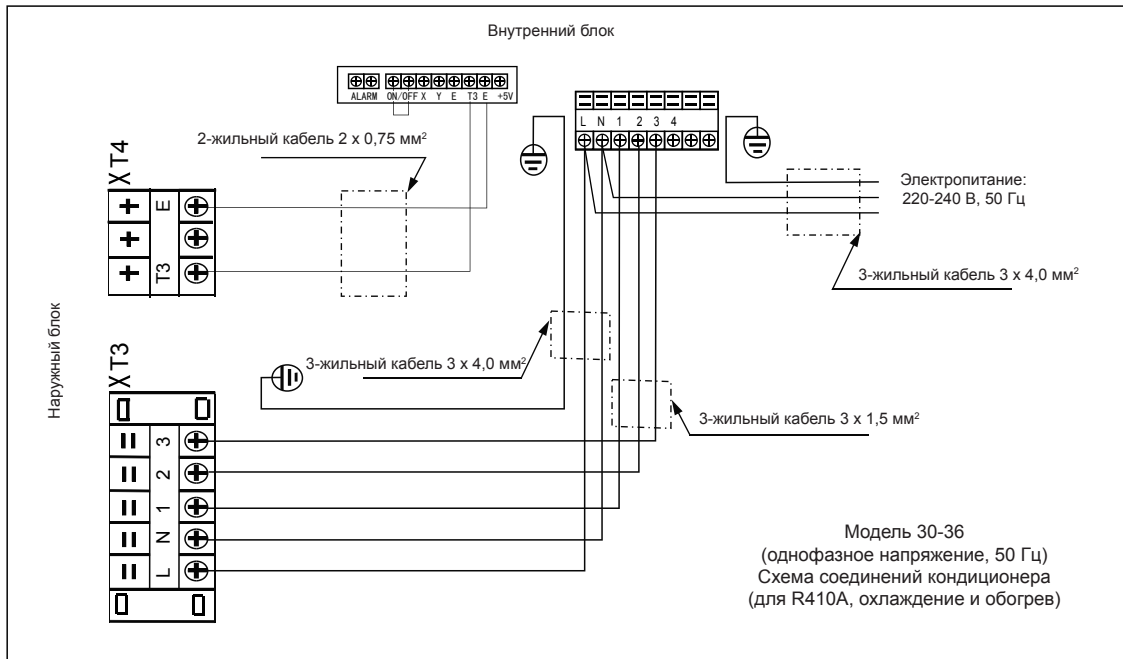 Внутренний блок
ALARM ON/OFF X Y E T3 E +5V
L N 1 2 3 4
2-жильный кабель 2 x 0,75 мм²
XT4
E
T3
Электропитание:
220-240 В, 50 Гц
3-жильный кабель 3 x 4,0 мм²
Наружный блок
3-жильный кабель 3 x 4,0 мм²
XT3
3-жильный кабель 3 x 1,5 мм²
3
2
1
N
L
Модель 30-36
(однофазное напряжение, 50 Гц)
Схема соединений кондиционера
(для R410A, охлаждение и обогрев)